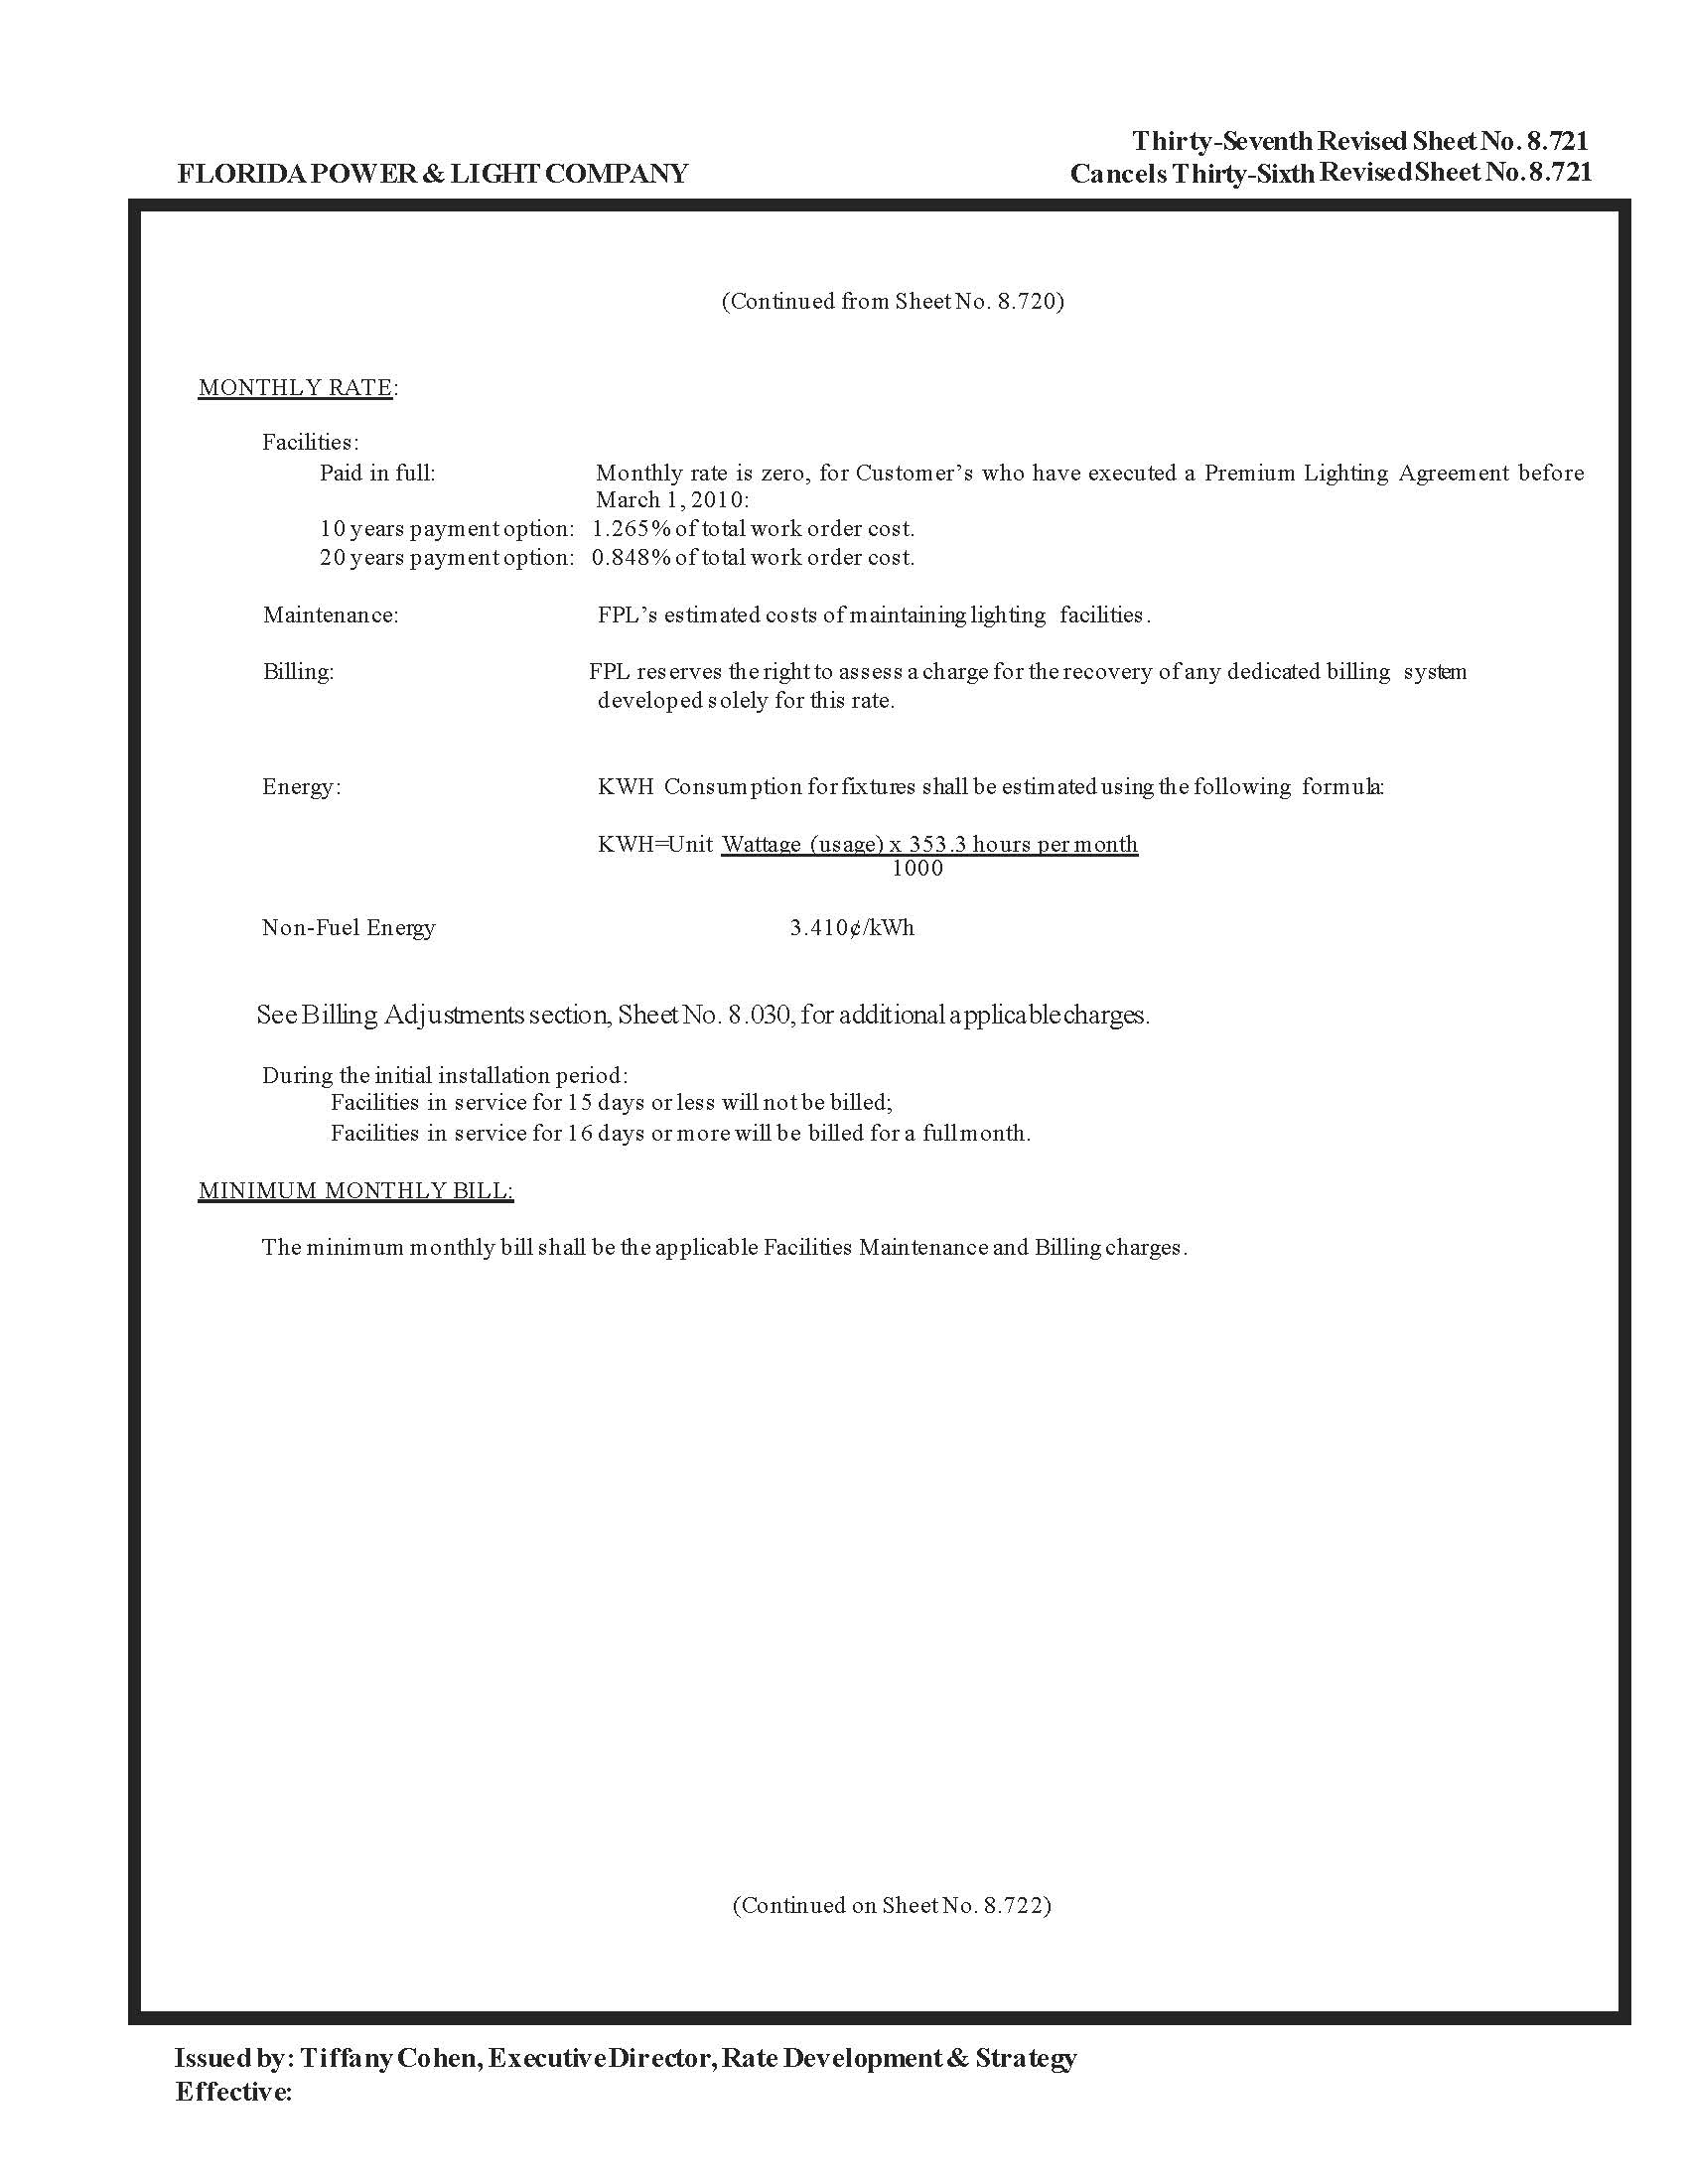 Thirty-Seventh Revised Sheet No. 8.721
FLORIDA POWER & LIGHT COMPANY
Cancels Thirty-Sixth Revised Sheet No. 8.721
(Continued from Sheet No. 8.720)
MONTHLY RATE:
Facilities:
Paid in full: Monthly rate is zero, for Customer’s who have executed a Premium Lighting Agreement before
March 1, 2010:
10 years payment option: 1.265% of total work order cost.
20 years payment option: 0.848% of total work order cost.
Maintenance: FPL’s estimated costs of maintaining lighting facilities.
Billing: FPL reserves the right to assess a charge for the recovery of any dedicated billing system
developed solely for this rate.
Energy: KWH Consumption for fixtures shall be estimated using the following formula:
KWH=Unit Wattage (usage) x 353.3 hours per month
1000
Non-Fuel Energy 3.410¢/kWh
See Billing Adjustments section, Sheet No. 8.030, for additional applicable charges.
During the initial installation period:
Facilities in service for 15 days or less will not be billed;
Facilities in service for 16 days or more will be billed for a full month.
MINIMUM MONTHLY BILL:
The minimum monthly bill shall be the applicable Facilities Maintenance and Billing charges.
(Continued on Sheet No. 8.722)
Issued by: Tiffany Cohen, Executive Director, Rate Development & Strategy
Effective: